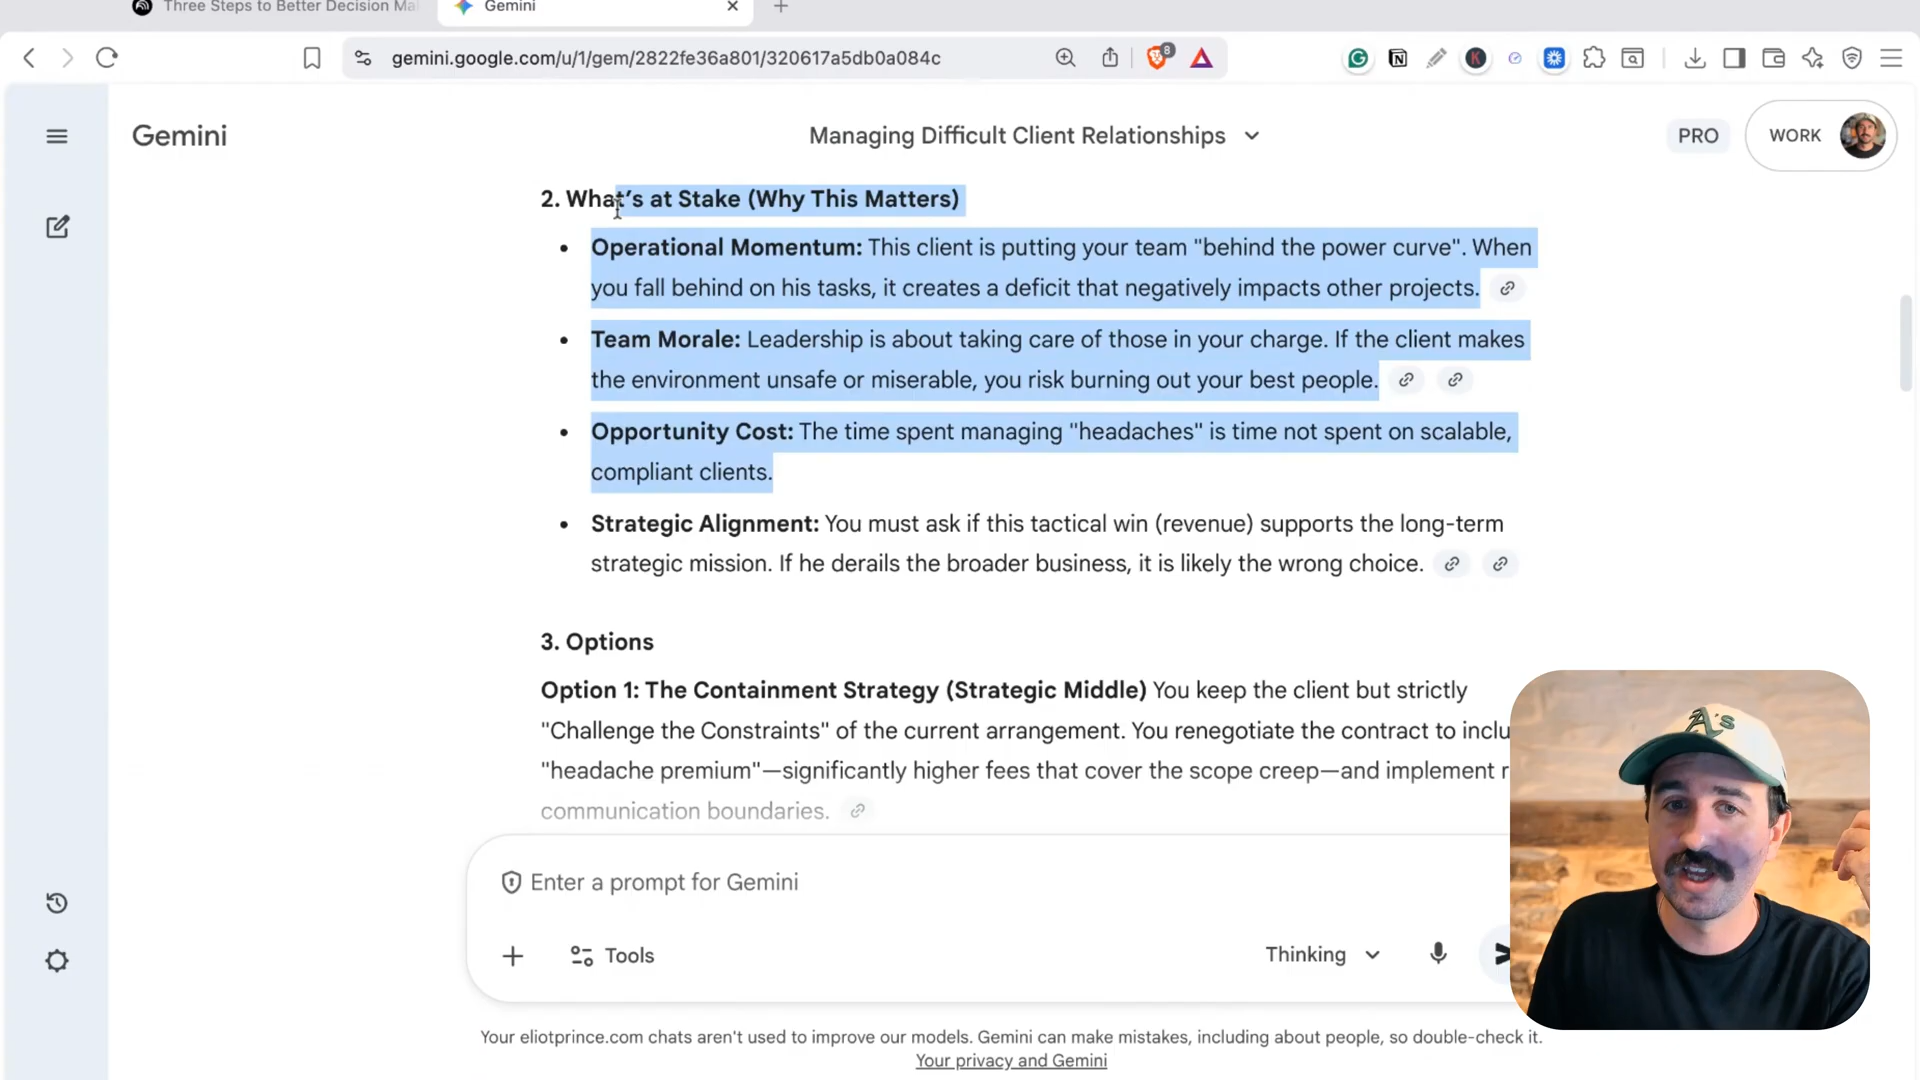 Three Steps to Better Decision Ma
Gemini
gemini.google.com/u/1/gem/2822fe36a801/320617a5db0a084c
8
Gemini
Managing Difficult Client Relationships
PRO
WORK
2. What's at Stake (Why This Matters)
• Operational Momentum: This client is putting your team "behind the power curve". When
you fall behind on his tasks, it creates a deficit that negatively impacts other projects.
• Team Morale: Leadership is about taking care of those in your charge. If the client makes
the environment unsafe or miserable, you risk burning out your best people.
• Opportunity Cost: The time spent managing "headaches" is time not spent on scalable,
compliant clients.
• Strategic Alignment: You must ask if this tactical win (revenue) supports the long-term
strategic mission. If he derails the broader business, it is likely the wrong choice.
3. Options
Option 1: The Containment Strategy (Strategic Middle) You keep the client but strictly
"Challenge the Constraints" of the current arrangement. You renegotiate the contract to inclu
"headache premium"—significantly higher fees that cover the scope creep—and implement r
communication boundaries.
Enter a prompt for Gemini
Tools
Thinking
A's
Your eliotprince.com chats aren't used to improve our models. Gemini can make mistakes, including about people, so double-check it.
Your privacy and Gemini